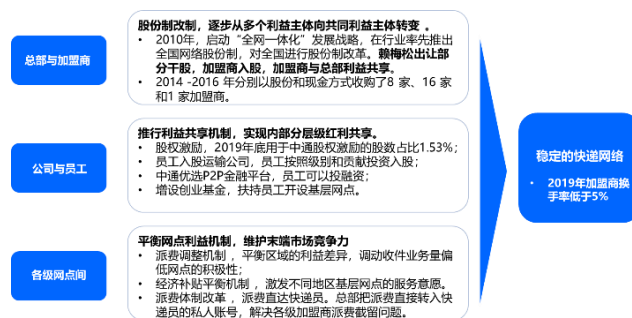 总部与加盟商
股份制改制，逐步从多个利益主体向共同利益主体转变 。
• 2010年，启动“全网一体化”发展战略，在行业率先推出
全国网络股份制，对全国进行股份制改革。赖梅松出让部
分干股，加盟商入股，加盟商与总部利益共享。
• 2014 -2016 年分别以股份和现金方式收购了8 家、16 家
和1 家加盟商。
公司与员工
推行利益共享机制，实现内部分层级红利共享。
• 股权激励，2019年底用于中通股权激励的股数占比1.53%；
• 员工入股运输公司，员工按照级别和贡献投资入股；
• 中通优选P2P金融平台，员工可以投融资；
• 增设创业基金，扶持员工开设基层网点。
各级网点间
平衡网点利益机制，维护末端市场竞争力
• 派费调整机制 ，平衡区域的利益差异，调动收件业务量偏
低网点的积极性；
• 经济补贴平衡机制 ，激发不同地区基层网点的服务意愿。
• 派费体制改革 ，派费直达快递员。总部把派费直接转入快
递员的私人账号，解决各级加盟商派费截留问题。
稳定的快递网络
• 2019年加盟商换
手率低于5%